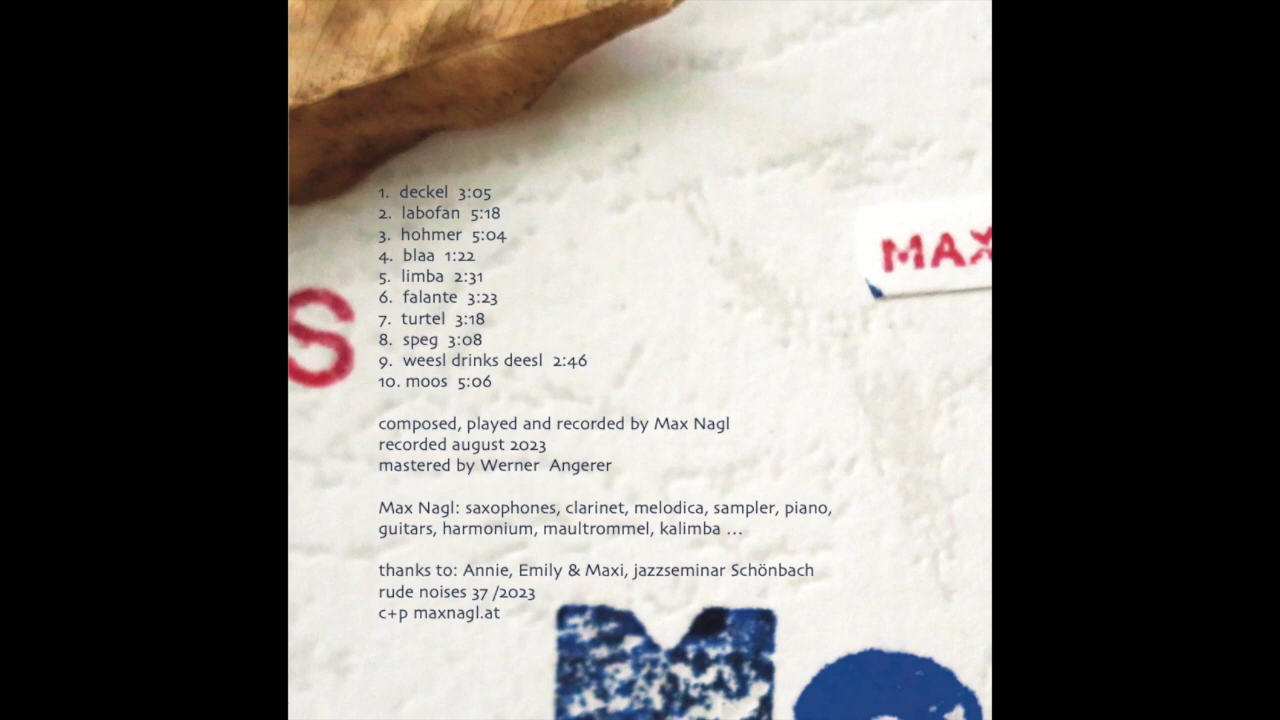 1. deckel 3:05
2. labofan 5:18
3. hohmer 5:04
4. blaa 1:22
5. limba 2:31
6. falante 3:23
7. turtel 3:18
8. speg 3:08
9. weesl drinks deesl 2:46
10. moos 5:06
composed, played and recorded by Max Nagl
recorded august 2023
mastered by Werner Angerer
Max Nagl: saxophones, clarinet, melodica, sampler, piano,
guitars, harmonium, maultrommel, kalimba ...
thanks to: Annie, Emily & Maxi, jazzseminar Schönbach
rude noises 37 /2023
c+p maxnagl.at
S
MAX
M